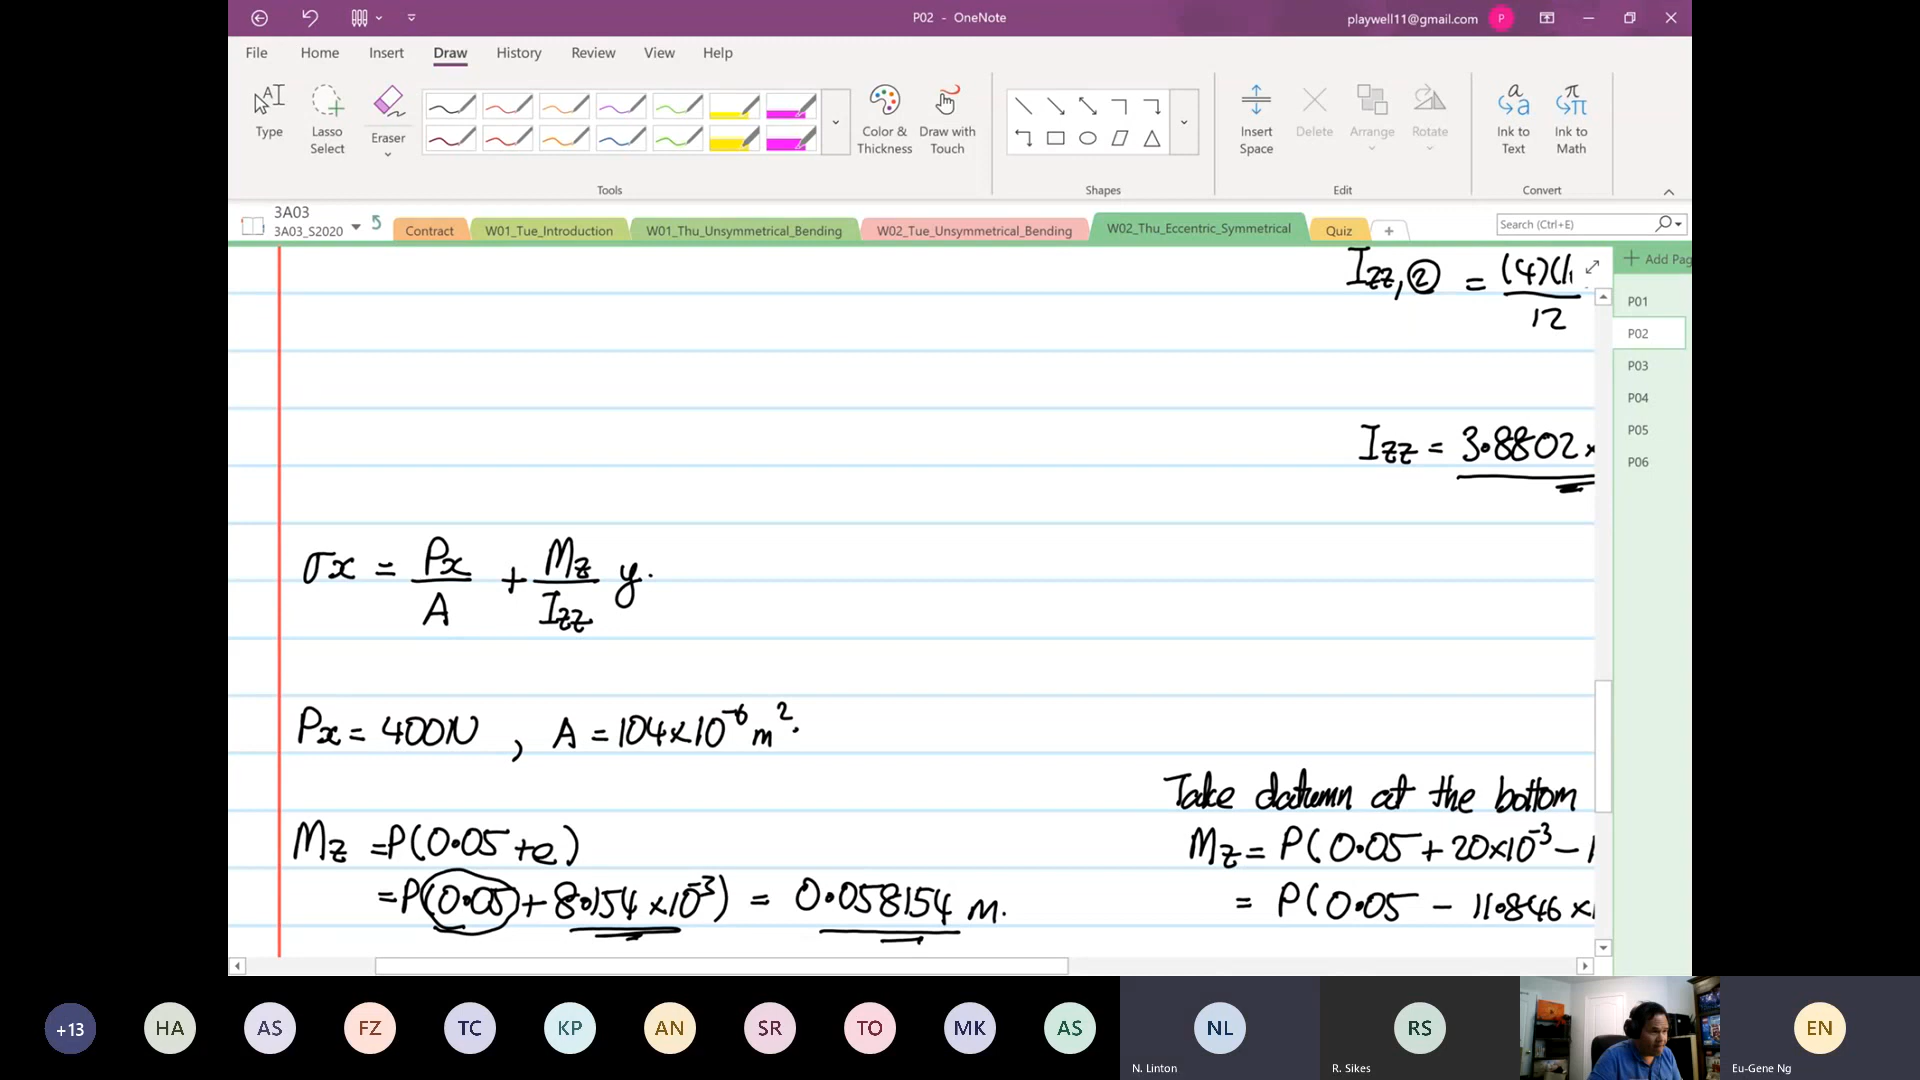 P02 - OneNote
playwell11@gmail.com P
File Home Insert Draw History Review View Help
Type
Lasso Select
Eraser
Color & Thickness
Draw with Touch
Insert Space
Delete
Arrange
Rotate
Ink to Text
Ink to Math
Tools
Shapes
Edit
Convert
3A03
3A03_S2020
Contract
W01_Tue_Introduction
W01_Thu_Unsymmetrical_Bending
W02_Tue_Unsymmetrical_Bending
W02_Thu_Eccentric_Symmetrical
Quiz
+
Search (Ctrl+E)
+ Add Pag
P01
P02
P03
P04
P05
P06
Izz,② = (4)(1
12
Izz = 3.8802 ×
σx = Px/A + Mz/Izz y.
Px = 400N , A = 104×10⁻⁶ m².
Take datum at the bottom
Mz = P(0.05 + e)
Mz = P(0.05 + 20×10⁻³ - 1
= P(0.05 + 8.154 ×10⁻³) = 0.058154 m.
= P(0.05 - 11.846 ×1
+13 HA AS FZ TC KP AN SR TO MK AS NL RS EN
N. Linton
R. Sikes
Eu-Gene Ng